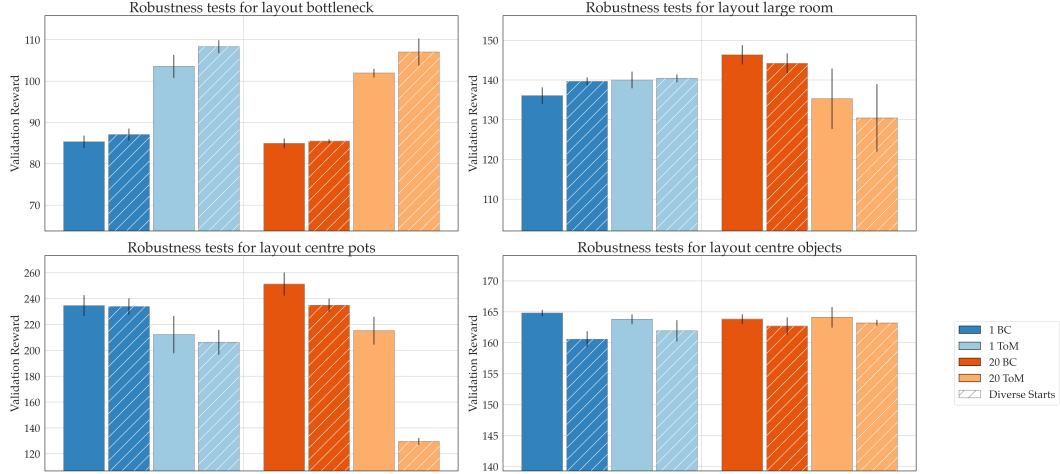 Robustness tests for layout bottleneck
Validation Reward
110
100
90
80
70
Robustness tests for layout large room
Validation Reward
150
140
130
120
110
Robustness tests for layout centre pots
Validation Reward
260
240
220
200
180
160
140
120
Robustness tests for layout centre objects
Validation Reward
170
165
160
155
150
145
140
1 BC
1 ToM
20 BC
20 ToM
Diverse Starts